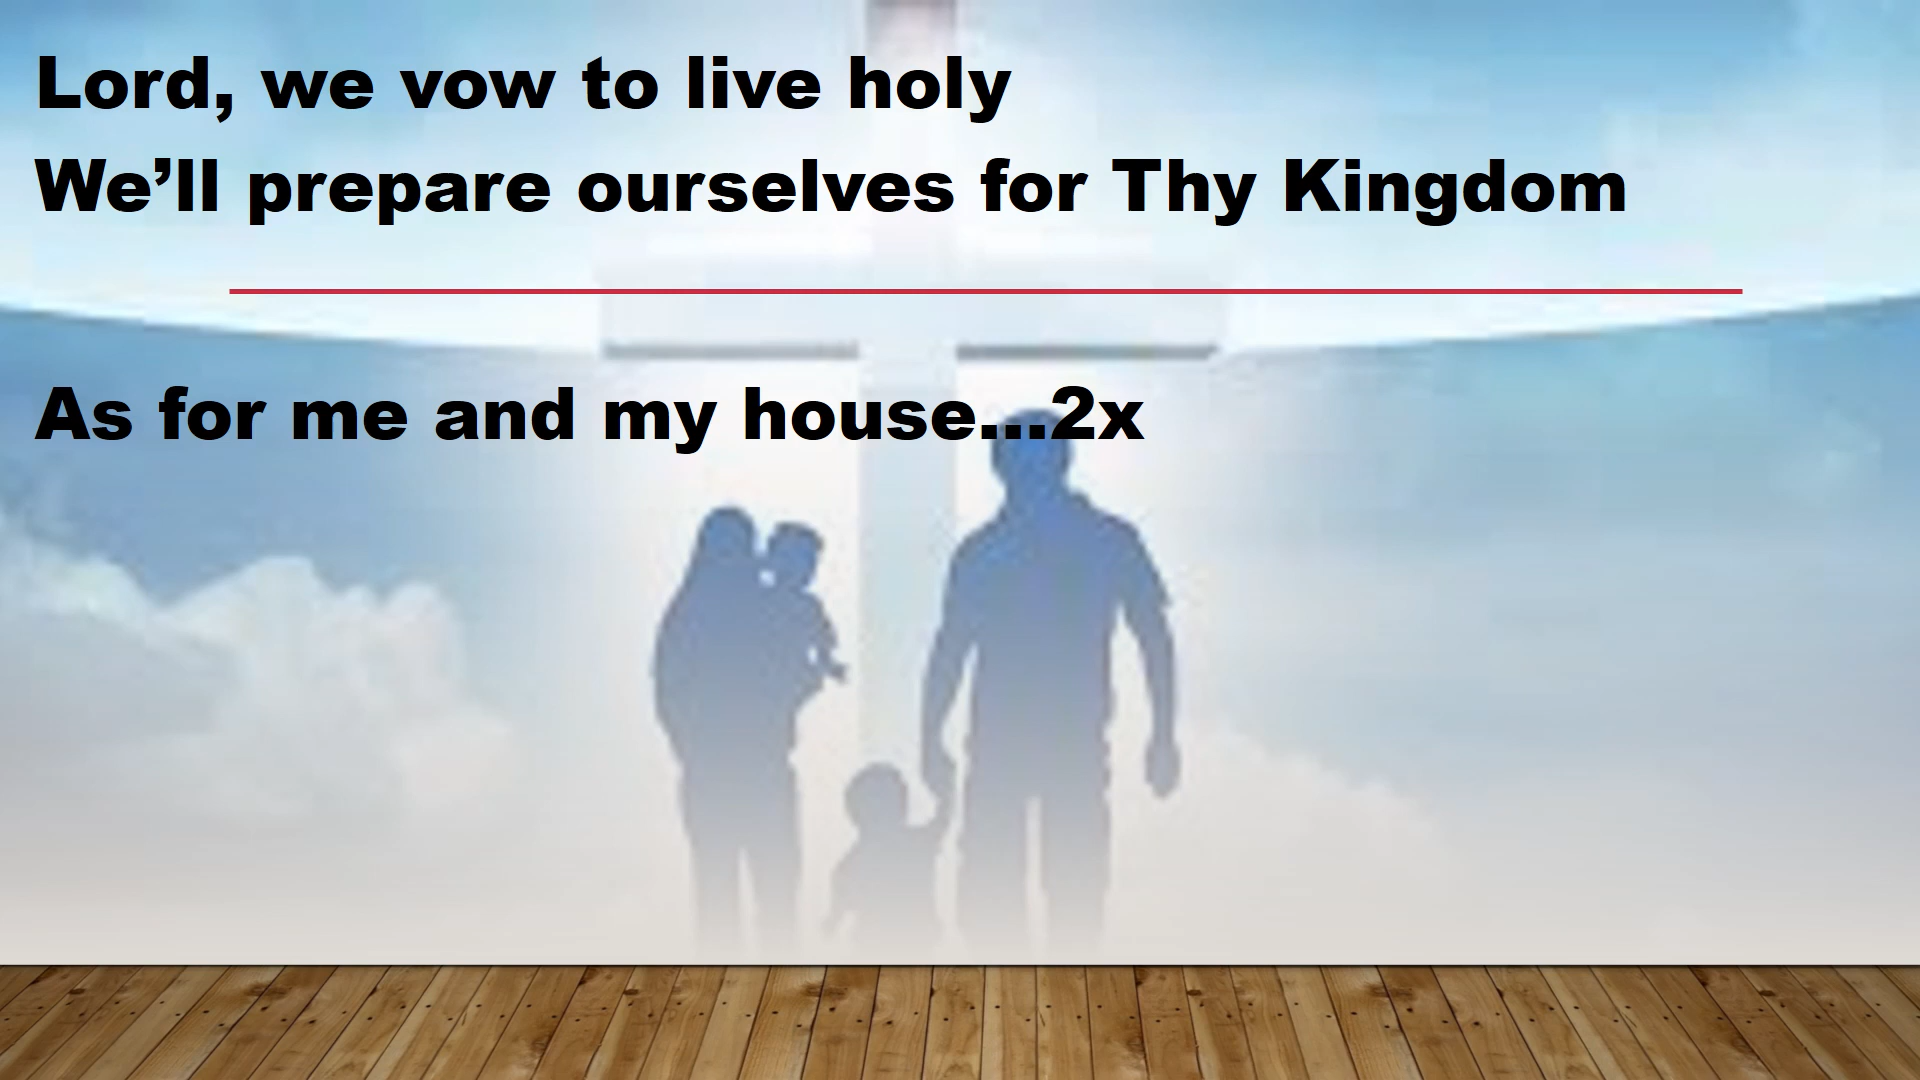 Lord, we vow to live holy
We’ll prepare ourselves for Thy Kingdom
As for me and my house...2x